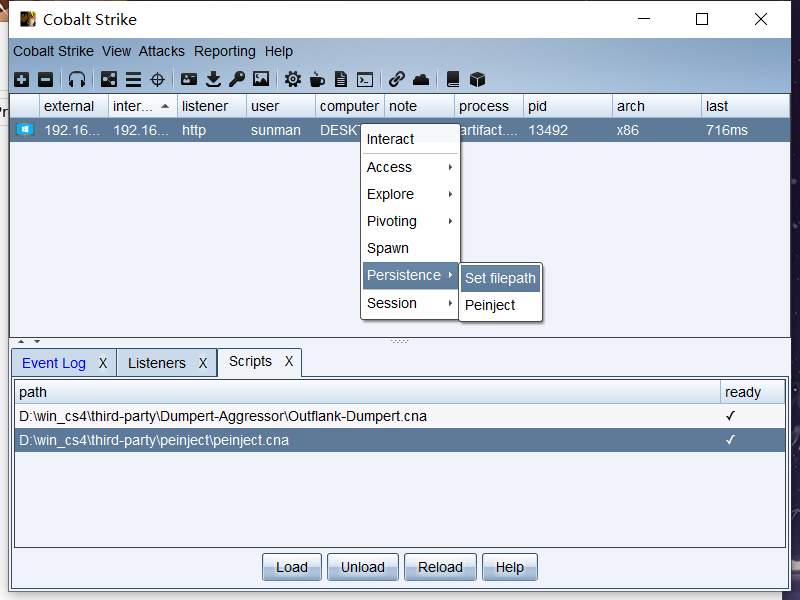 Cobalt Strike
Cobalt Strike View Attacks Reporting Help
external inter... listener user computer note process pid arch last
192.16... 192.16... http sunman DESKT artifact.... 13492 x86 716ms
Interact
Access
Explore
Pivoting
Spawn
Persistence
Session
Set filepath
Peinject
Event Log X Listeners X Scripts X
path ready
D:\win_cs4\third-party\Dumpert-Aggressor\Outflank-Dumpert.cna ✓
D:\win_cs4\third-party\peinject\peinject.cna ✓
Load Unload Reload Help